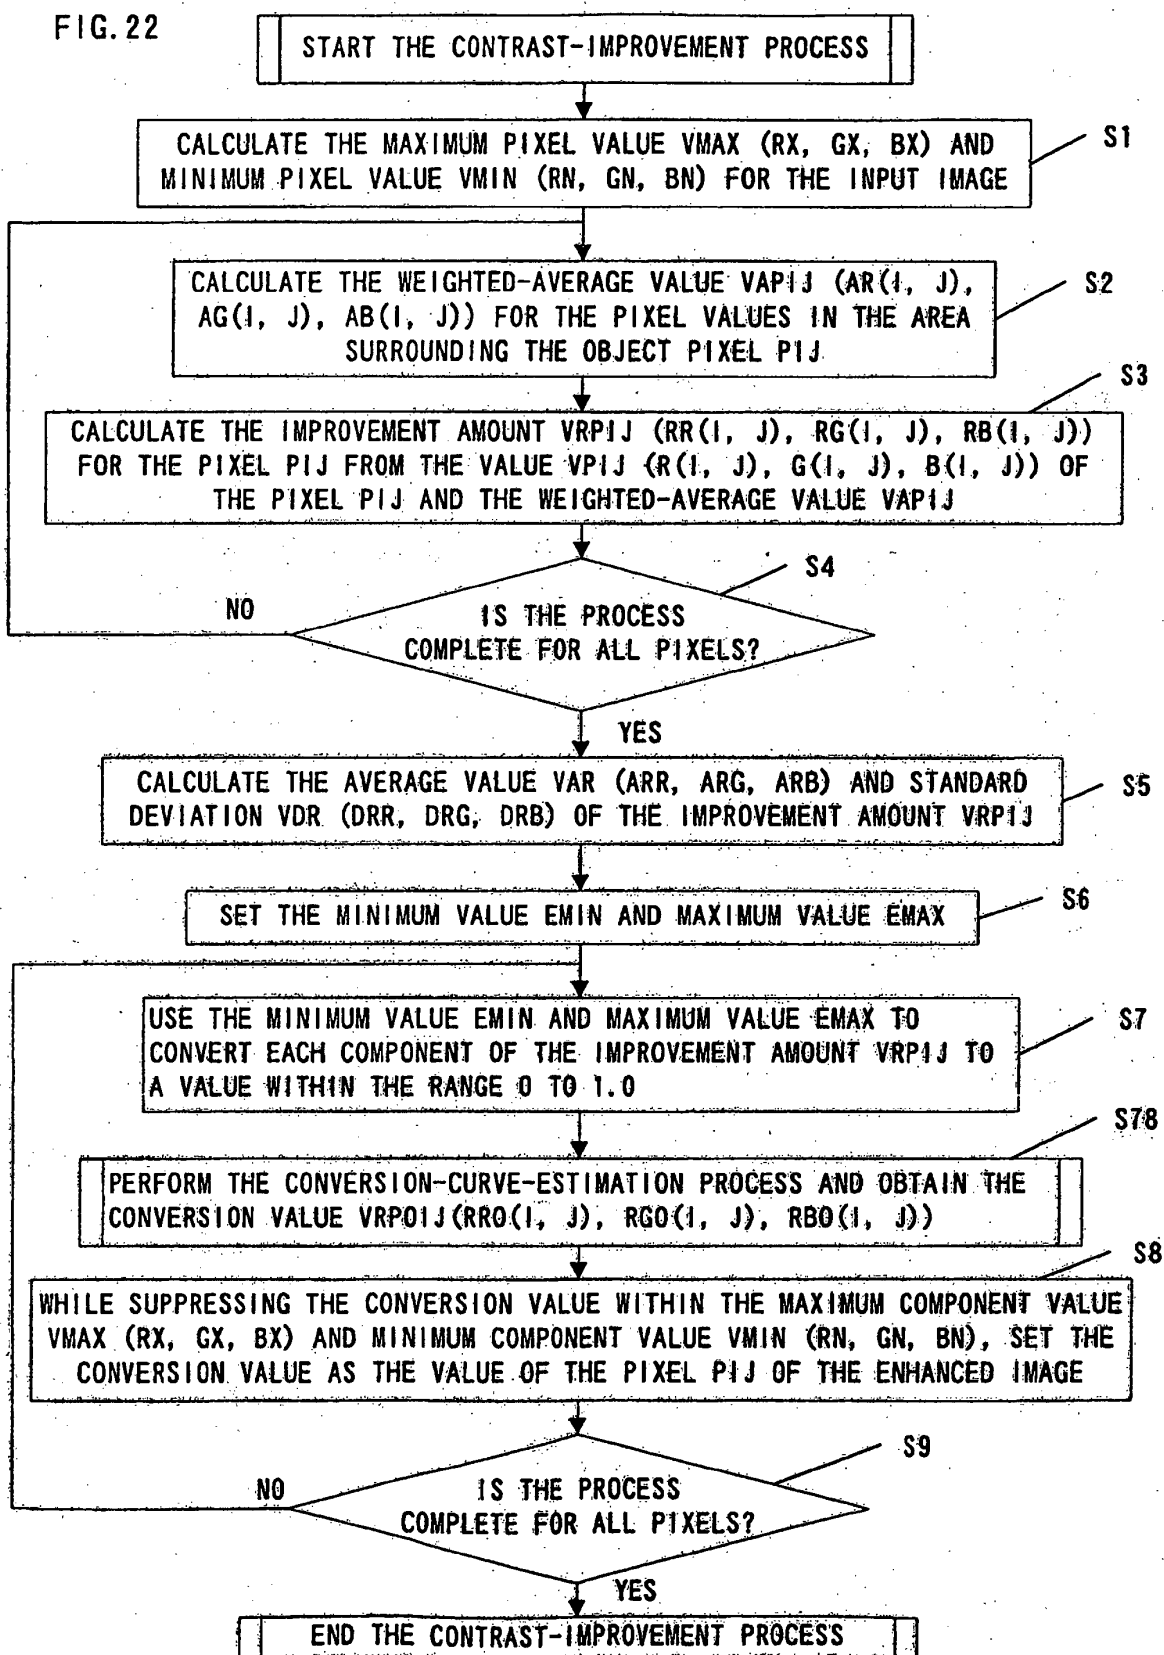 FIG. 22
START THE CONTRAST-IMPROVEMENT PROCESS
CALCULATE THE MAXIMUM PIXEL VALUE VMAX (RX, GX, BX) AND
MINIMUM PIXEL VALUE VMIN (RN, GN, BN) FOR THE INPUT IMAGE
S1
CALCULATE THE WEIGHTED-AVERAGE VALUE VAPIJ (AR(I, J),
AG(I, J), AB(I, J)) FOR THE PIXEL VALUES IN THE AREA
SURROUNDING THE OBJECT PIXEL PIJ
S2
CALCULATE THE IMPROVEMENT AMOUNT VRPIJ (RR(I, J), RG(I, J), RB(I, J))
FOR THE PIXEL PIJ FROM THE VALUE VPIJ (R(I, J), G(I, J), B(I, J)) OF
THE PIXEL PIJ AND THE WEIGHTED-AVERAGE VALUE VAPIJ
S3
IS THE PROCESS
COMPLETE FOR ALL PIXELS?
S4
NO
YES
CALCULATE THE AVERAGE VALUE VAR (ARR, ARG, ARB) AND STANDARD
DEVIATION VDR (DRR, DRG, DRB) OF THE IMPROVEMENT AMOUNT VRPIJ
S5
SET THE MINIMUM VALUE EMIN AND MAXIMUM VALUE EMAX
S6
USE THE MINIMUM VALUE EMIN AND MAXIMUM VALUE EMAX TO
CONVERT EACH COMPONENT OF THE IMPROVEMENT AMOUNT VRPIJ TO
A VALUE WITHIN THE RANGE 0 TO 1.0
S7
PERFORM THE CONVERSION-CURVE-ESTIMATION PROCESS AND OBTAIN THE
CONVERSION VALUE VRPOIJ(RRO(I, J), RGO(I, J), RBO(I, J))
S78
WHILE SUPPRESSING THE CONVERSION VALUE WITHIN THE MAXIMUM COMPONENT VALUE
VMAX (RX, GX, BX) AND MINIMUM COMPONENT VALUE VMIN (RN, GN, BN), SET THE
CONVERSION VALUE AS THE VALUE OF THE PIXEL PIJ OF THE ENHANCED IMAGE
S8
IS THE PROCESS
COMPLETE FOR ALL PIXELS?
S9
NO
YES
END THE CONTRAST-IMPROVEMENT PROCESS